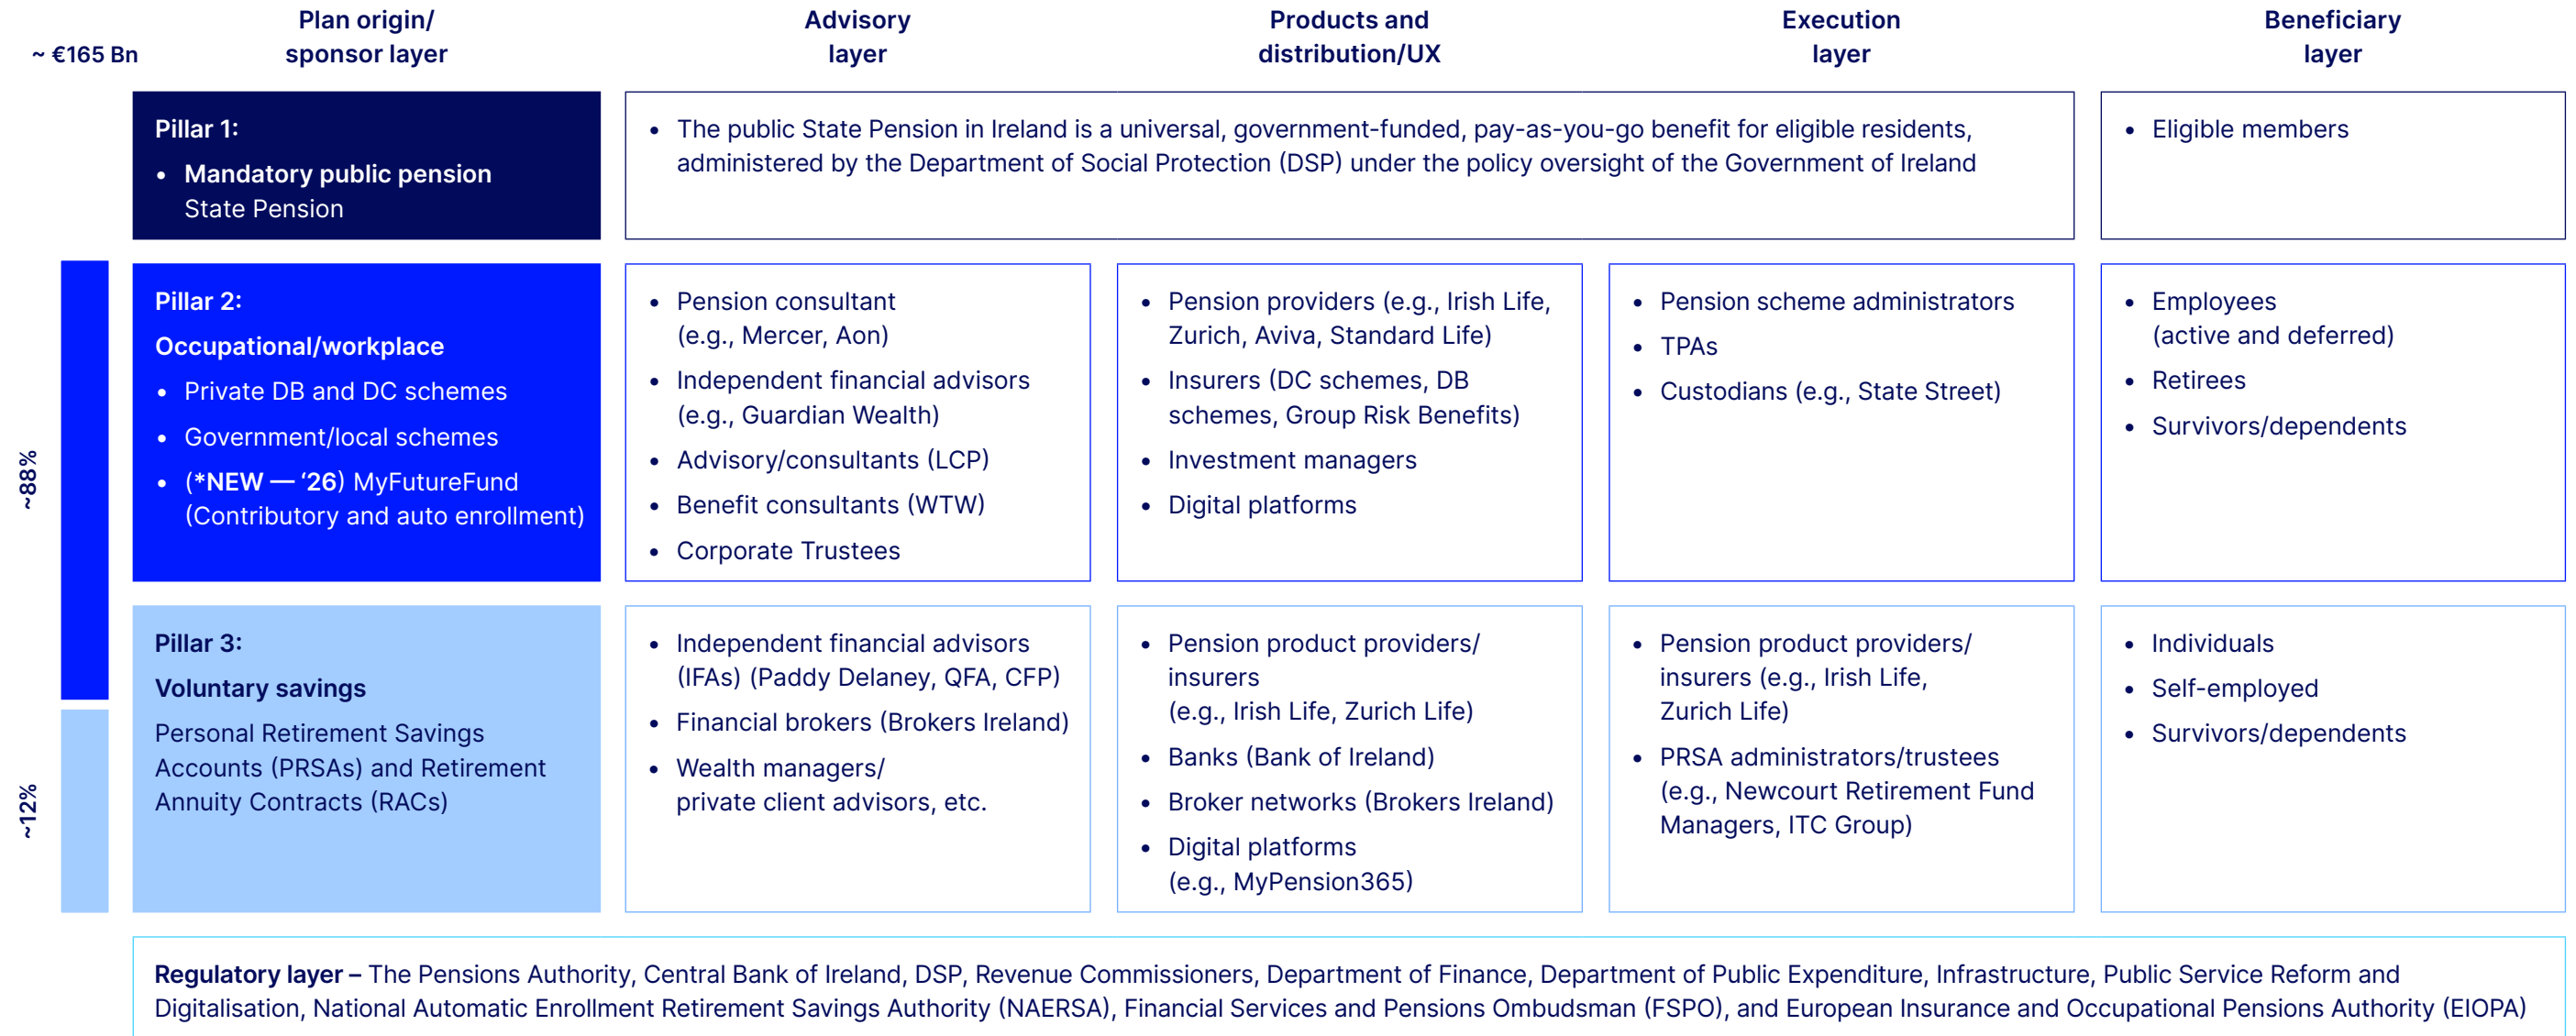 ~ €165 Bn
Plan origin/
sponsor layer
Advisory
layer
Products and
distribution/UX
Execution
layer
Beneficiary
layer
Pillar 1:
• Mandatory public pension
State Pension
• The public State Pension in Ireland is a universal, government-funded, pay-as-you-go benefit for eligible residents,
administered by the Department of Social Protection (DSP) under the policy oversight of the Government of Ireland
• Eligible members
~88%
Pillar 2:
Occupational/workplace
• Private DB and DC schemes
• Government/local schemes
• (*NEW — ‘26) MyFutureFund
(Contributory and auto enrollment)
• Pension consultant
(e.g., Mercer, Aon)
• Independent financial advisors
(e.g., Guardian Wealth)
• Advisory/consultants (LCP)
• Benefit consultants (WTW)
• Corporate Trustees
• Pension providers (e.g., Irish Life,
Zurich, Aviva, Standard Life)
• Insurers (DC schemes, DB
schemes, Group Risk Benefits)
• Investment managers
• Digital platforms
• Pension scheme administrators
• TPAs
• Custodians (e.g., State Street)
• Employees
(active and deferred)
• Retirees
• Survivors/dependents
~12%
Pillar 3:
Voluntary savings
Personal Retirement Savings
Accounts (PRSAs) and Retirement
Annuity Contracts (RACs)
• Independent financial advisors
(IFAs) (Paddy Delaney, QFA, CFP)
• Financial brokers (Brokers Ireland)
• Wealth managers/
private client advisors, etc.
• Pension product providers/
insurers
(e.g., Irish Life, Zurich Life)
• Banks (Bank of Ireland)
• Broker networks (Brokers Ireland)
• Digital platforms
(e.g., MyPension365)
• Pension product providers/
insurers (e.g., Irish Life,
Zurich Life)
• PRSA administrators/trustees
(e.g., Newcourt Retirement Fund
Managers, ITC Group)
• Individuals
• Self-employed
• Survivors/dependents
Regulatory layer – The Pensions Authority, Central Bank of Ireland, DSP, Revenue Commissioners, Department of Finance, Department of Public Expenditure, Infrastructure, Public Service Reform and
Digitalisation, National Automatic Enrollment Retirement Savings Authority (NAERSA), Financial Services and Pensions Ombudsman (FSPO), and European Insurance and Occupational Pensions Authority (EIOPA)